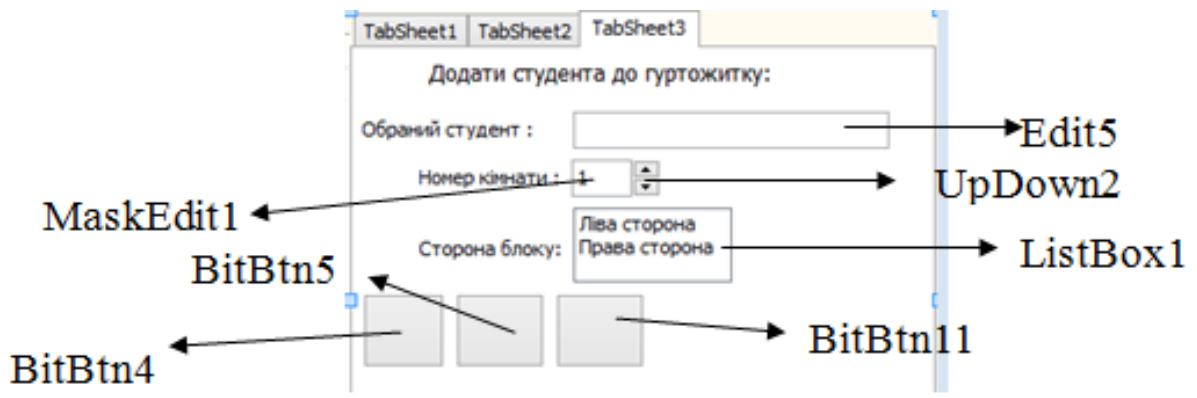 TabSheet1 TabSheet2 TabSheet3
Додати студента до гуртожитку:
Обраний студент :
Edit5
Номер кімнати : 1
UpDown2
MaskEdit1
Ліва сторона
Сторона блоку: Права сторона
ListBox1
BitBtn5
BitBtn11
BitBtn4